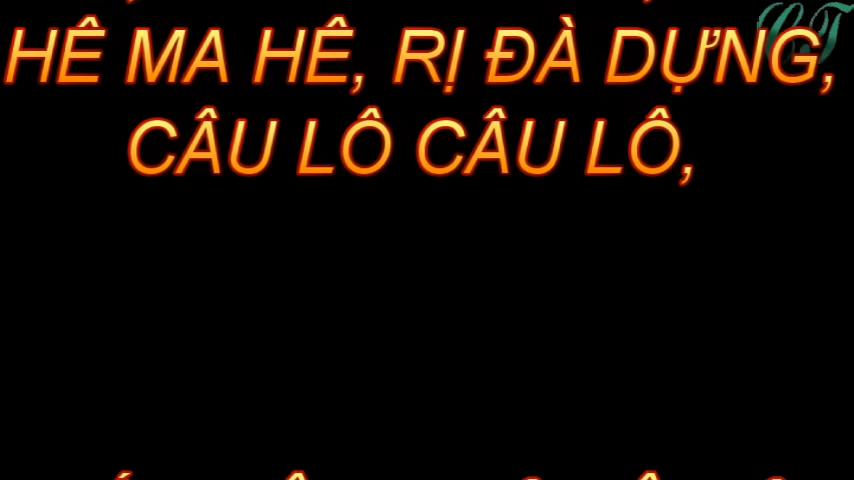 HÊ MA HÊ, RỊ ĐÀ DỰNG,
CÂU LÔ CÂU LÔ,